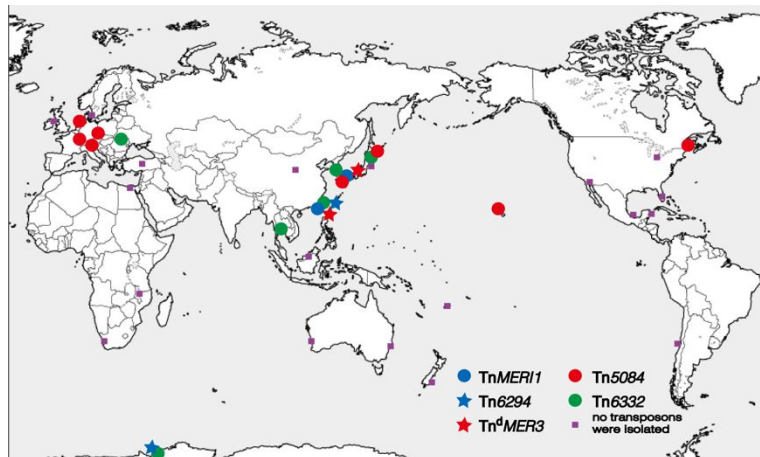 TnMERI1
Tn5084
Tn6294
Tn6332
TnᵈMER3
no transposons
were isolated